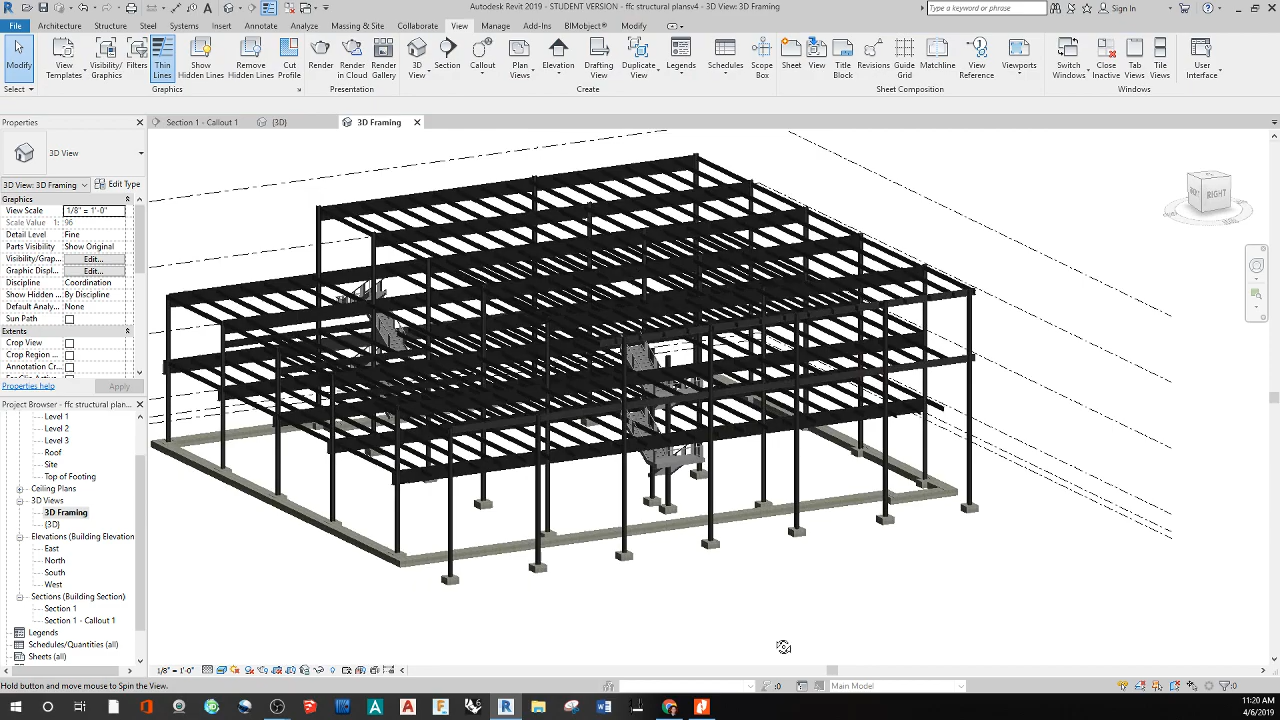 Autodesk Revit 2019 - STUDENT VERSION - ffc structural plansv4 - 3D View: 3D Framing
Type a keyword or phrase
Sign In
File Architecture Structure Steel Systems Insert Annotate Analyze Massing & Site Collaborate View Manage Add-Ins BIMobject® Modify
Modify
View Templates
Visibility/ Graphics
Filters
Thin Lines
Show Hidden Lines
Remove Hidden Lines
Cut Profile
Render
Render in Cloud
Render Gallery
3D View
Section
Callout
Plan Views
Elevation
Drafting View
Duplicate View
Legends
Schedules
Scope Box
Sheet
View
Title Block
Revisions
Guide Grid
Matchline
View Reference
Viewports
Switch Windows
Close Inactive
Tab Views
Tile Views
User Interface
Select Graphics Presentation Create Sheet Composition Windows
Properties
Section 1 - Callout 1 {3D} 3D Framing
3D View
3D View: 3D Framing Edit Type
Graphics
View Scale 1/8" = 1'-0"
Scale Value 1: 96
Detail Level Fine
Parts Visibility Show Original
Visibility/Grap... Edit...
Graphic Displ... Edit...
Discipline Coordination
Show Hidden ... By Discipline
Default Analy... None
Sun Path
Extents
Crop View
Crop Region ...
Annotation Cr...
Properties help Apply
RIGHT
Project Browser - ffc structural plan...
Level 1
Level 2
Level 3
Roof
Site
Top of Footing
Ceiling Plans
3D Views
3D Framing
{3D}
Elevations (Building Elevation
East
North
South
West
Sections (Building Section)
Section 1
Section 1 - Callout 1
Legends
Schedules/Quantities (all)
Sheets (all)
1/8" = 1'-0"
Hold button and move mouse to Spin the View.
:0 Main Model :0
11:20 AM
4/6/2019